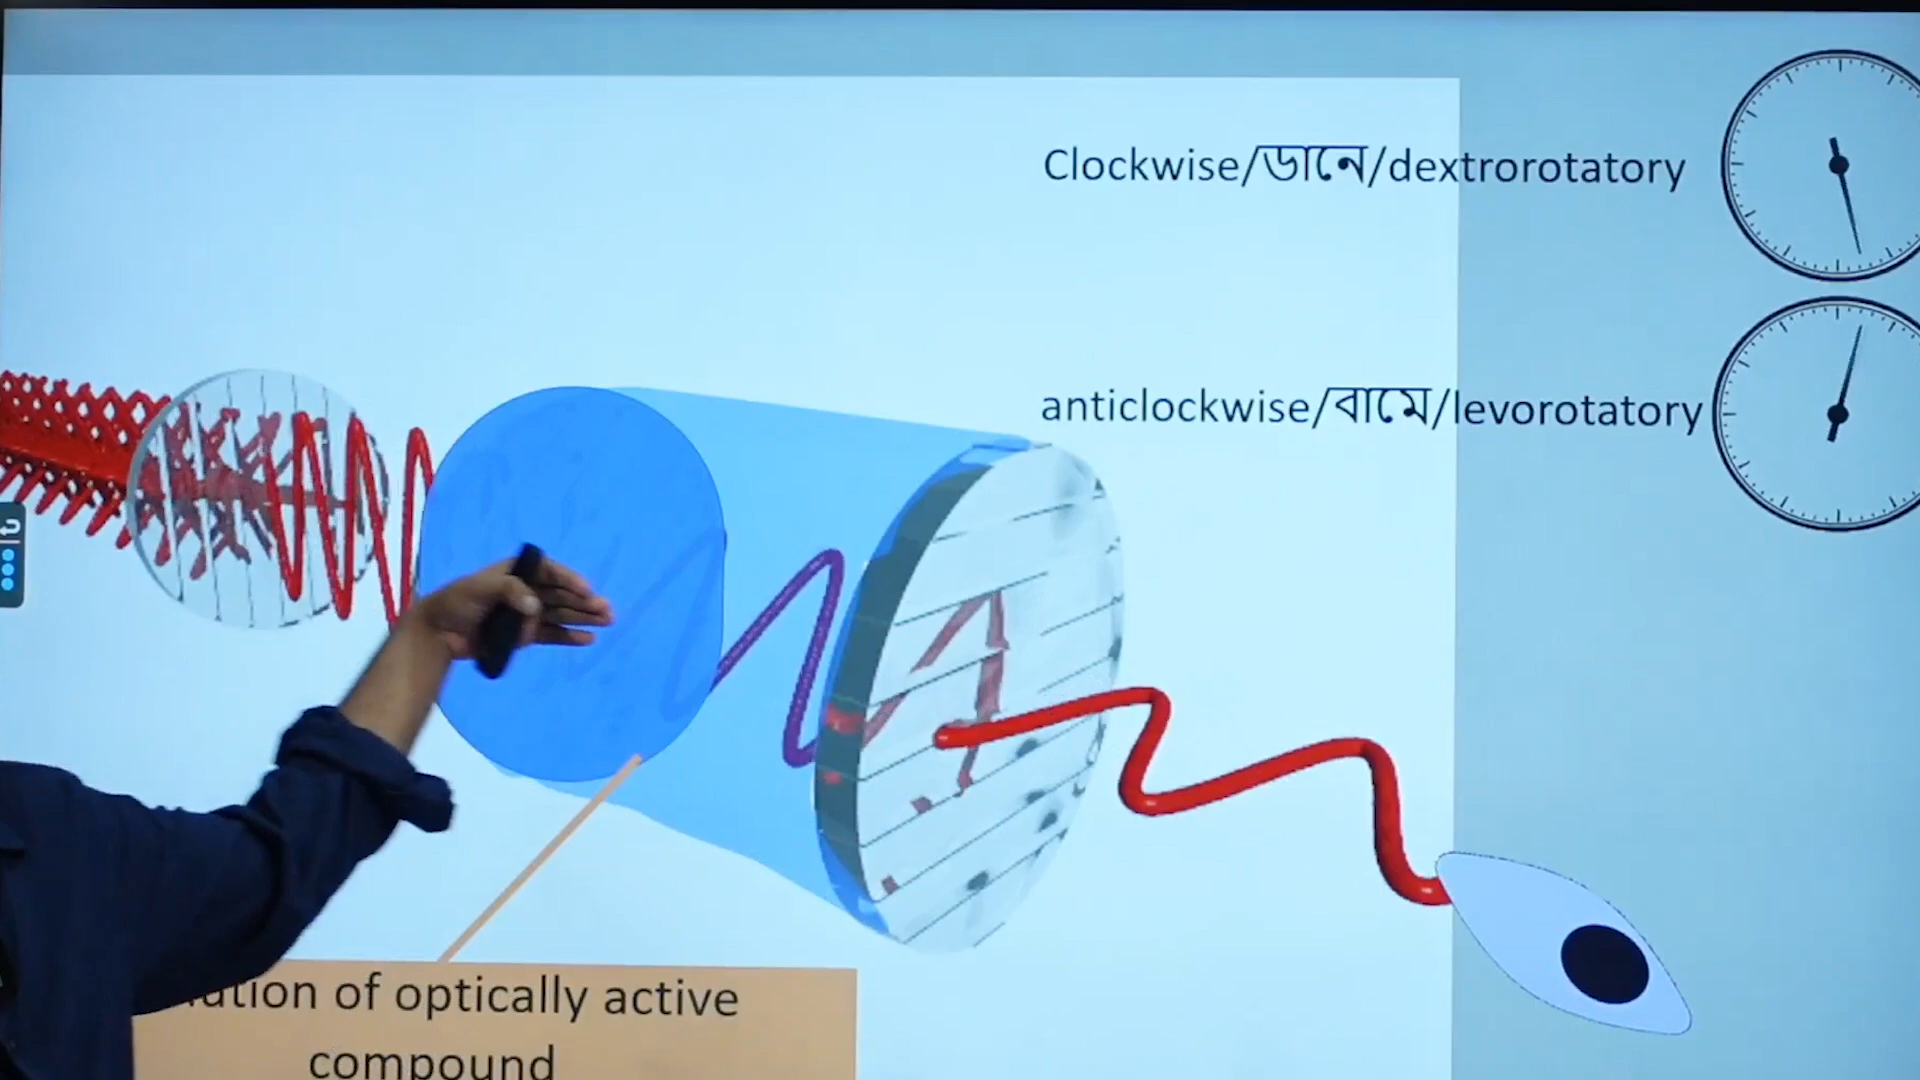 Clockwise/ডানে/dextrorotatory
anticlockwise/বামে/levorotatory
of optically active
compound